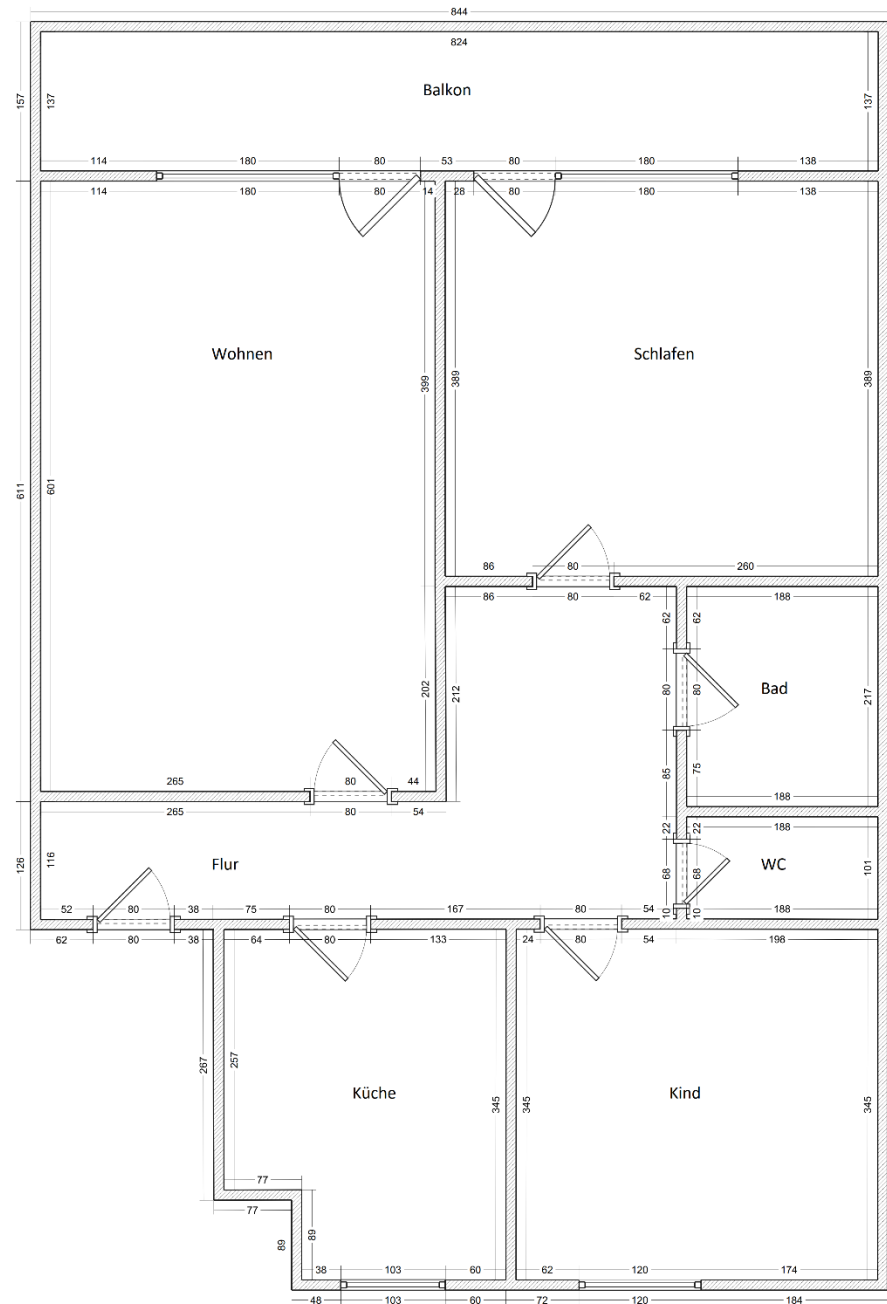 844
824
Balkon
157
137
137
114 180 80 53 80 180 138
114 180 80 14 28 80 180 138
Wohnen
Schlafen
399
389
389
611
601
86 80 260
86 80 62 188
62 62
80 80
Bad
202
212
217
265 80 44
85 75
188
265 80 54
22 22
188
126
116
Flur
68 68
WC
101
52 80 38 75 80 167 80 54
10 10
188
62 80 38 64 80 133 24 80 54 198
267
257
Küche
Kind
345
345
345
77
77
89
89
38 103 60 62 120 174
48 103 60 72 120 184